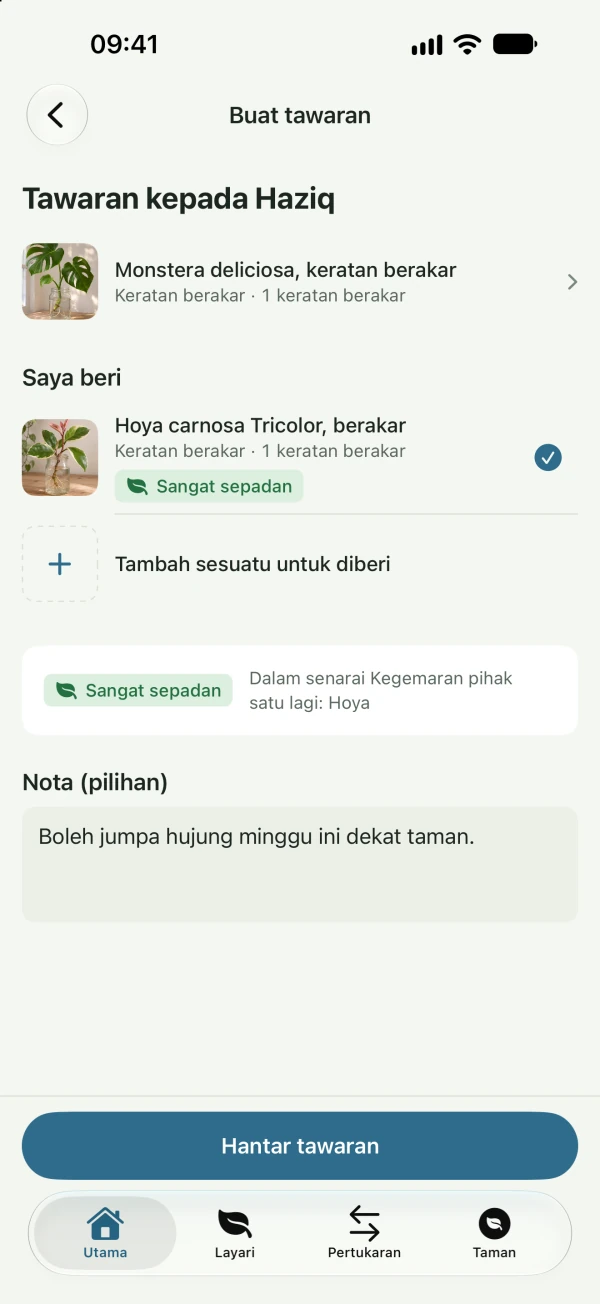 09:41
Buat tawaran
Tawaran kepada Haziq
Monstera deliciosa, keratan berakar
Keratan berakar · 1 keratan berakar
Saya beri
Hoya carnosa Tricolor, berakar
Keratan berakar · 1 keratan berakar
Sangat sepadan
Tambah sesuatu untuk diberi
Sangat sepadan
Dalam senarai Kegemaran pihak
satu lagi: Hoya
Nota (pilihan)
Boleh jumpa hujung minggu ini dekat taman.
Hantar tawaran
Utama
Layari
Pertukaran
Taman